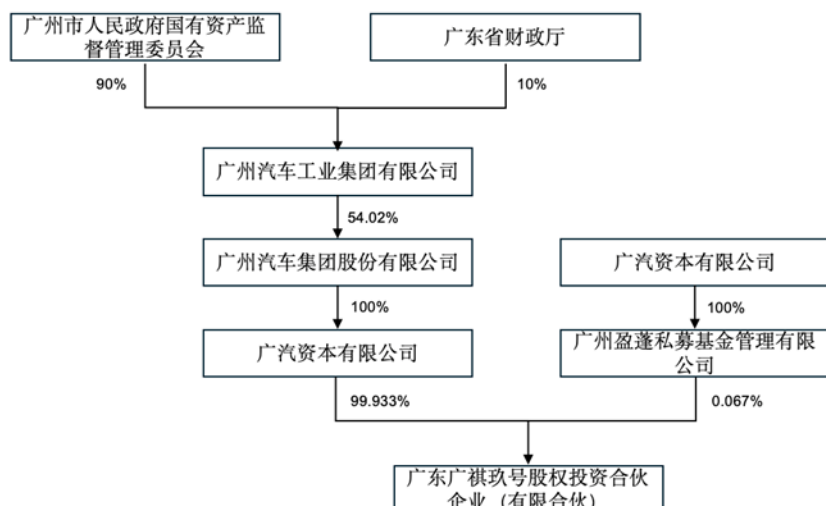 广州市人民政府国有资产监
督管理委员会
广东省财政厅
90%
10%
广州汽车工业集团有限公司
54.02%
广州汽车集团股份有限公司
广汽资本有限公司
100%
100%
广汽资本有限公司
广州盈蓬私募基金管理有限
公司
99.933%
0.067%
广东广祺玖号股权投资合伙
企业（有限合伙）